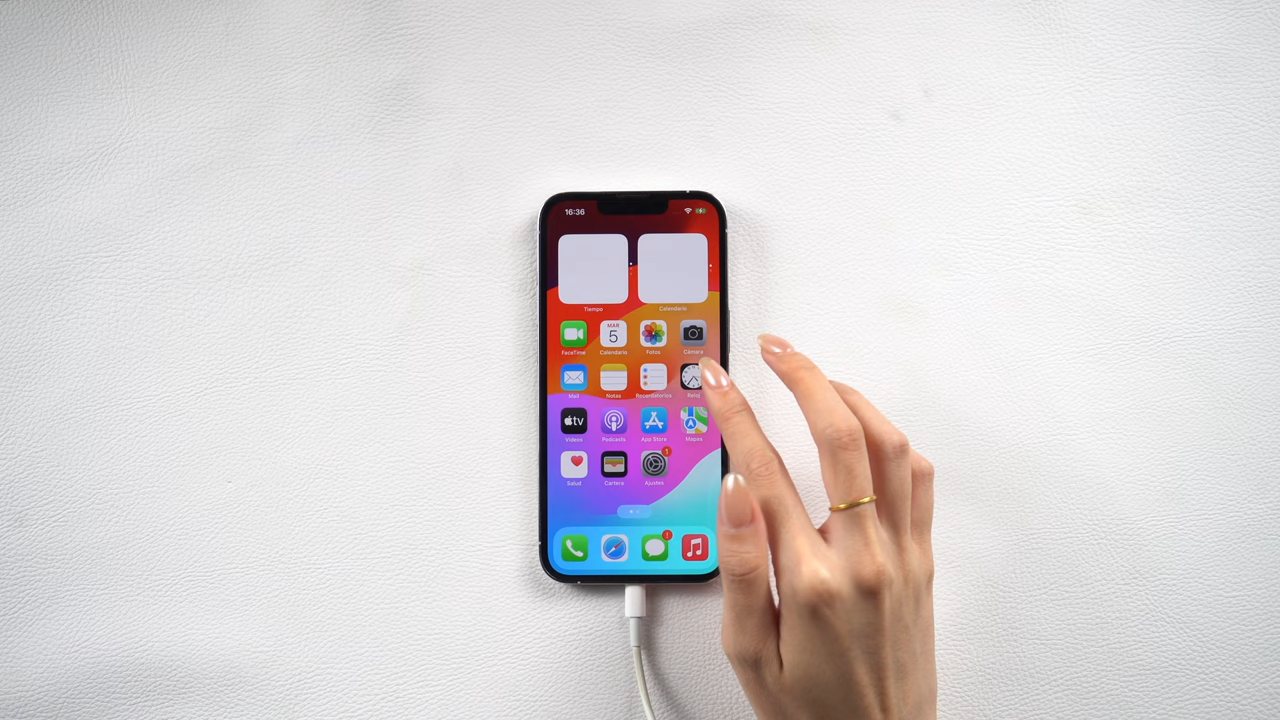 16:36
Tiempo Calendario
MAR
5
FaceTime Calendario Fotos Cámara
Mail Notas Recordatorios Reloj
tv
Vídeos Podcasts App Store Mapas
1
Salud Cartera Ajustes
!